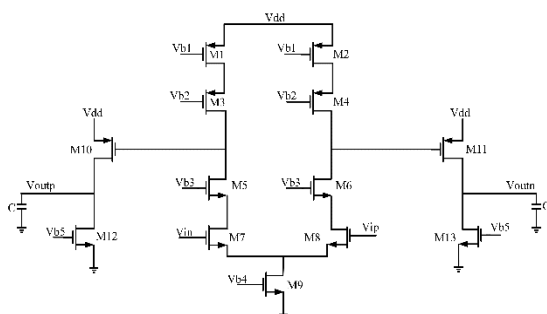 Vdd
Vb1 M1 Vb1 M2
Vb2 M3 Vb2 M4
Vdd Vdd
M10 M11
Vb3 M5 Vb3 M6
Voutp Voutn
C C
Vb5 M12 Vin M7 M8 Vip M13 Vb5
Vb4 M9